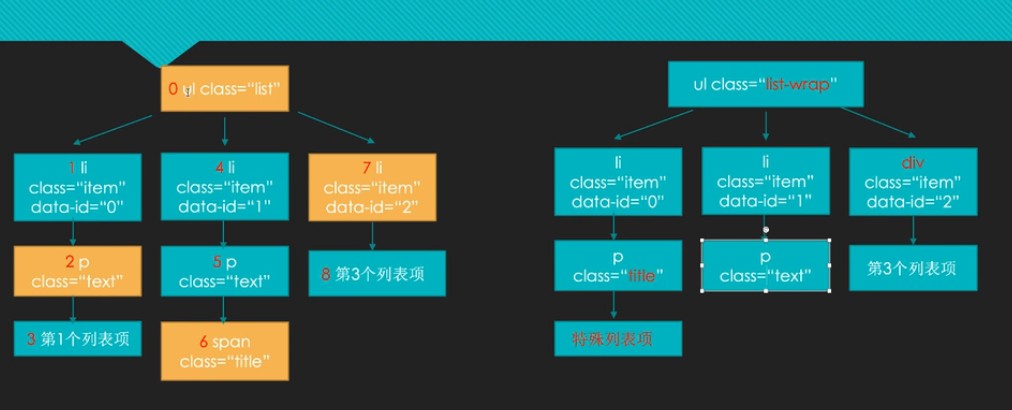 0 ul class=“list”
1 li
class=“item”
data-id=“0”
4 li
class=“item”
data-id=“1”
7 li
class=“item”
data-id=“2”
2 p
class=“text”
5 p
class=“text”
8 第3个列表项
3 第1个列表项
6 span
class=“title”
ul class=“list-wrap”
li
class=“item”
data-id=“0”
li
class=“item”
data-id=“1”
div
class=“item”
data-id=“2”
p
class=“title”
p
class=“text”
第3个列表项
特殊列表项